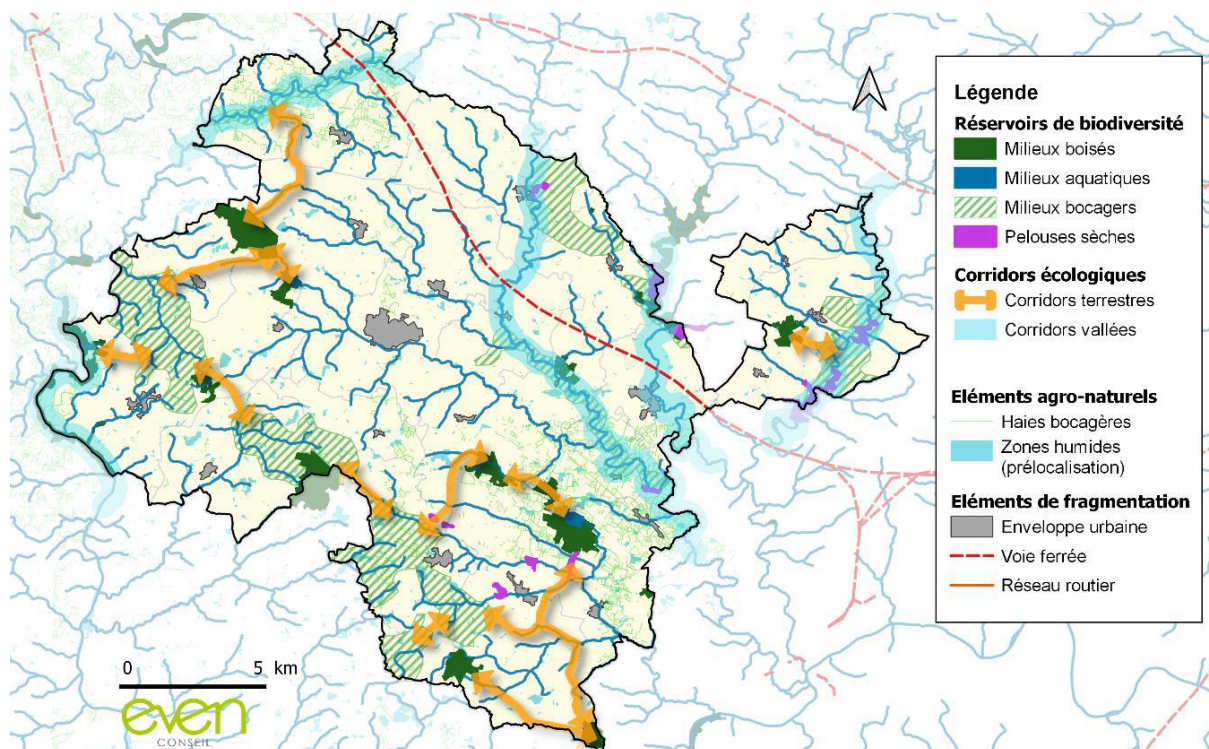 Légende
Réservoirs de biodiversité
Milieux boisés
Milieux aquatiques
Milieux bocagers
Pelouses sèches
Corridors écologiques
Corridors terrestres
Corridors vallées
Eléments agro-naturels
Haies bocagères
Zones humides
(prélocalisation)
Eléments de fragmentation
Enveloppe urbaine
Voie ferrée
Réseau routier
0 5 km
even
CONSEIL